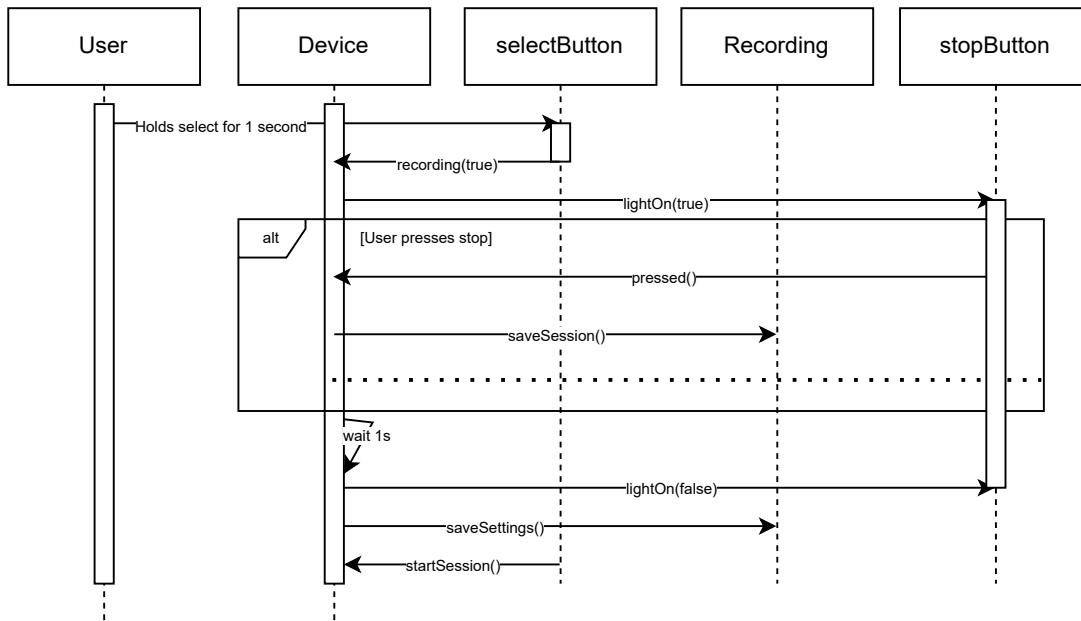 User
Device
selectButton
Recording
stopButton
Holds select for 1 second
recording(true)
lightOn(true)
alt
[User presses stop]
pressed()
saveSession()
wait 1s
lightOn(false)
saveSettings()
startSession()